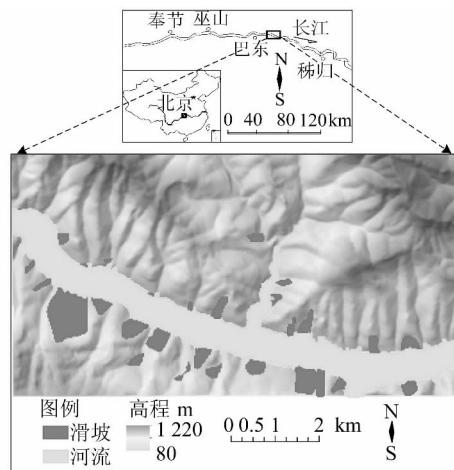 奉节 巫山 长江
巴东
N 秭归
北京
S
0 40 80 120 km
图例 高程 m
滑坡 1 220
河流 80
0 0.5 1 2 km
N
S